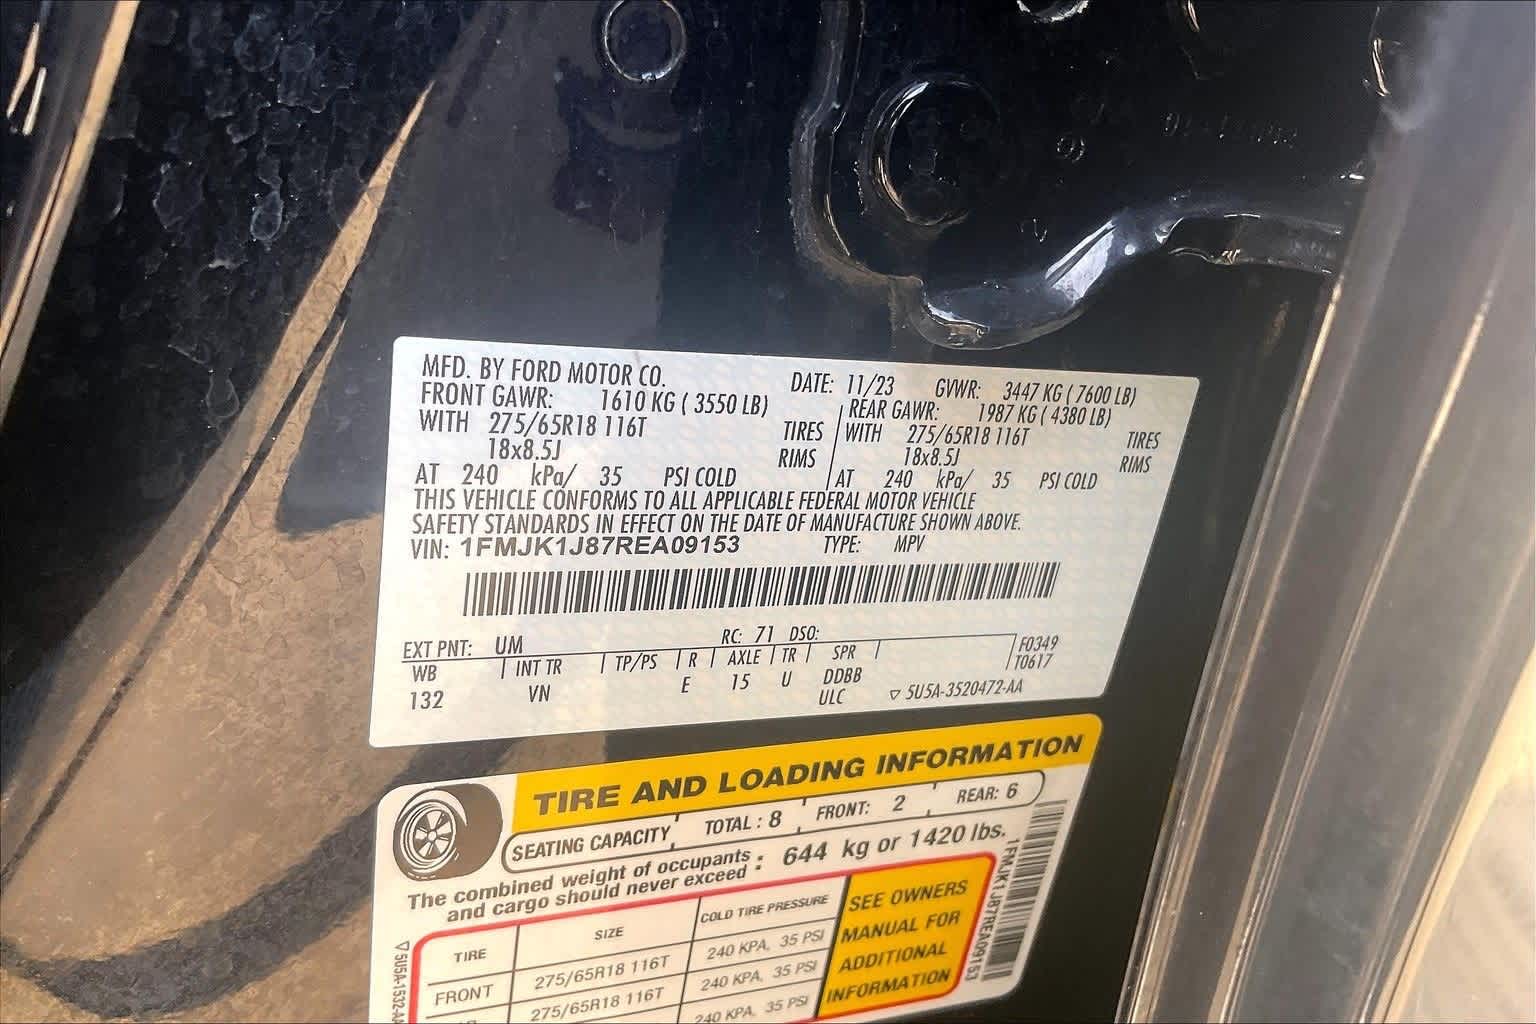 MFD. BY FORD MOTOR CO. DATE: 11/23 GVWR: 3447 KG ( 7600 LB)
FRONT GAWR: 1610 KG ( 3550 LB) REAR GAWR: 1987 KG ( 4380 LB)
WITH 275/65R18 116T TIRES WITH 275/65R18 116T TIRES
18x8.5J RIMS 18x8.5J RIMS
AT 240 kPa/ 35 PSI COLD AT 240 kPa/ 35 PSI COLD
THIS VEHICLE CONFORMS TO ALL APPLICABLE FEDERAL MOTOR VEHICLE
SAFETY STANDARDS IN EFFECT ON THE DATE OF MANUFACTURE SHOWN ABOVE.
VIN: 1FMJK1J87REA09153 TYPE: MPV
EXT PNT: UM RC: 71 DSO:
WB INT TR TP/PS R AXLE TR SPR F0349
T0617
132 VN E 15 U DDBB
ULC ▽ 5U5A-3520472-AA
TIRE AND LOADING INFORMATION
SEATING CAPACITY TOTAL : 8 FRONT: 2 REAR: 6
The combined weight of occupants
and cargo should never exceed : 644 kg or 1420 lbs.
TIRE SIZE COLD TIRE PRESSURE
FRONT 275/65R18 116T 240 KPA, 35 PSI
275/65R18 116T 240 KPA, 35 PSI
240 KPA, 35 PSI
SEE OWNERS
MANUAL FOR
ADDITIONAL
INFORMATION
1FMJK1J87REA09153
▽5U5A-1532-A